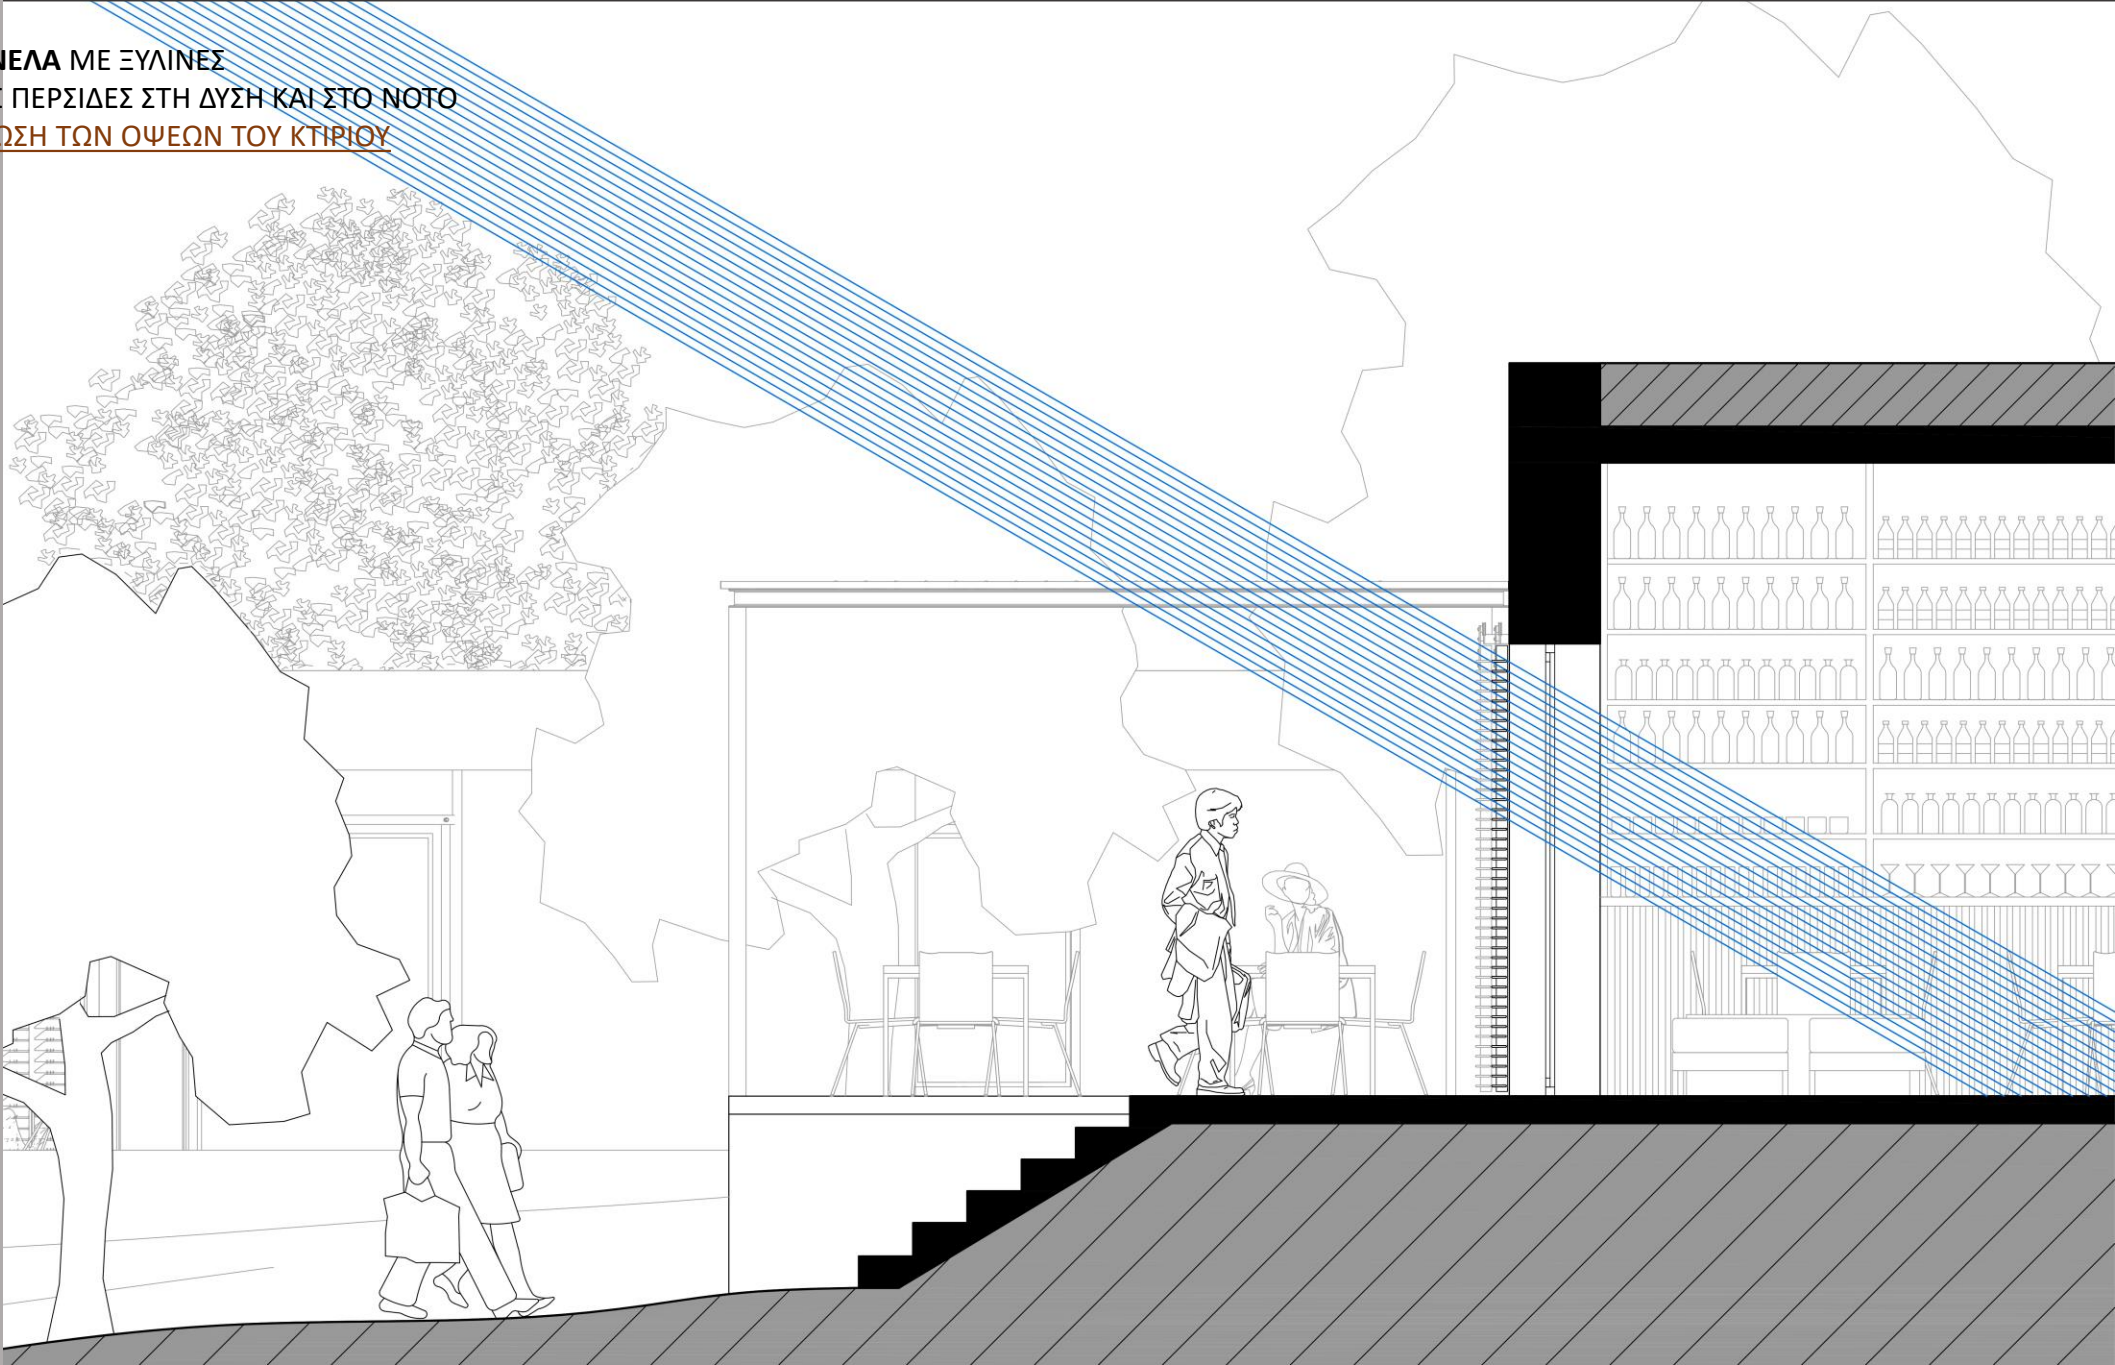 ΝΕΛΑ ΜΕ ΞΥΛΙΝΕΣ
ΠΕΡΣΙΔΕΣ ΣΤΗ ΔΥΣΗ ΚΑΙ ΣΤΟ ΝΟΤΟ
ΩΣΗ ΤΩΝ ΟΨΕΩΝ ΤΟΥ ΚΤΙΡΙΟΥ